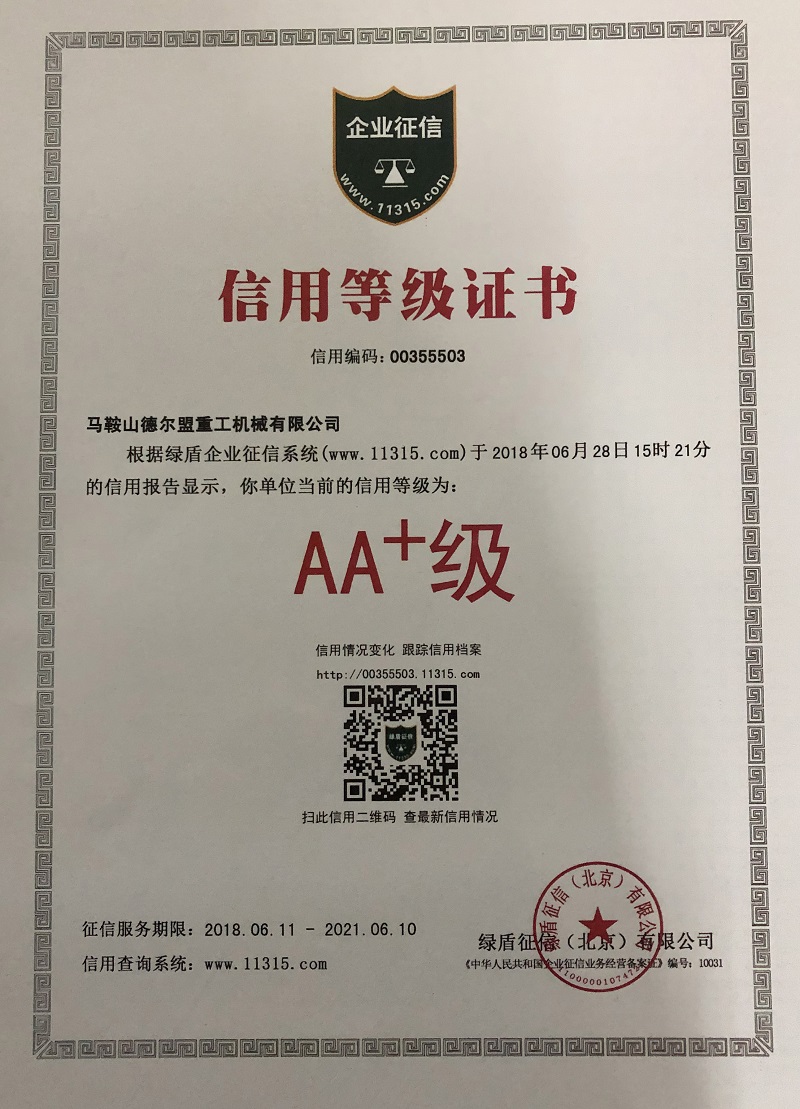 企业征信
www.11315.com
信用等级证书
信用编码：00355503
马鞍山德尔盟重工机械有限公司
根据绿盾企业征信系统(www.11315.com)于2018年06月28日15时21分
的信用报告显示，你单位当前的信用等级为：
AA+级
信用情况变化 跟踪信用档案
http://00355503.11315.com
绿盾征信
扫此信用二维码 查最新信用情况
征信服务期限：2018.06.11 - 2021.06.10
信用查询系统：www.11315.com
绿盾征信（北京）有限公司
绿盾征信（北京）有限公司
《中华人民共和国企业征信业务经营备案证》编号：10031